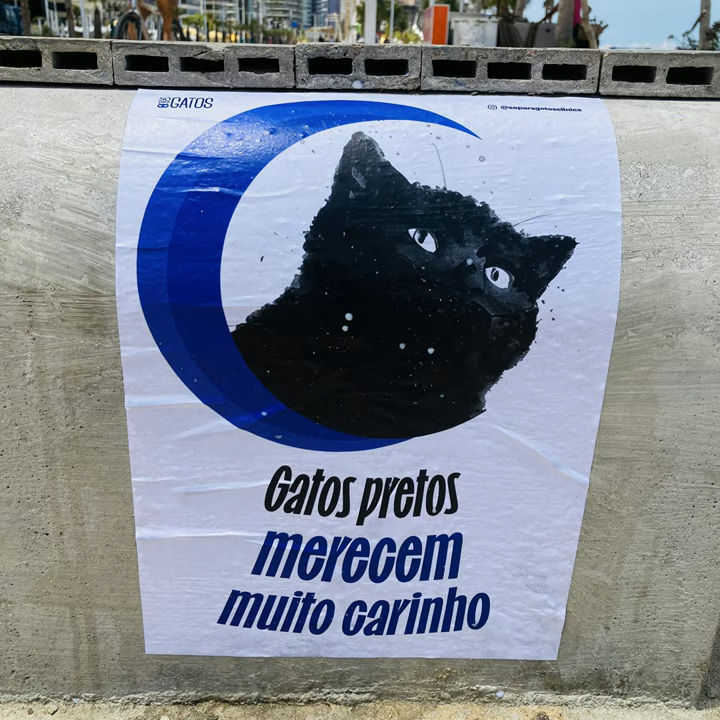 GATOS
@soparagatosclinica
Gatos pretos
merecem
muito carinho